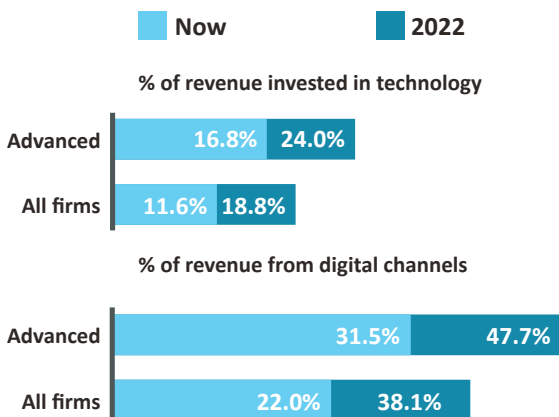 Now 2022
% of revenue invested in technology
Advanced 16.8% 24.0%
All firms 11.6% 18.8%
% of revenue from digital channels
Advanced 31.5% 47.7%
All firms 22.0% 38.1%